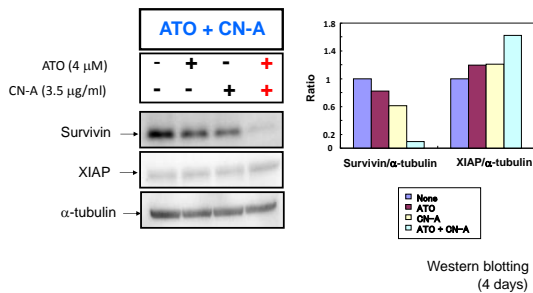 ATO + CN-A
ATO (4 μM) - + - +
CN-A (3.5 μg/ml) - - + +
Survivin
XIAP
α-tubulin
Ratio
2
1.6
1.2
0.8
0.4
0
Survivin/α-tubulin XIAP/α-tubulin
None
ATO
CN-A
ATO + CN-A
Western blotting
(4 days)